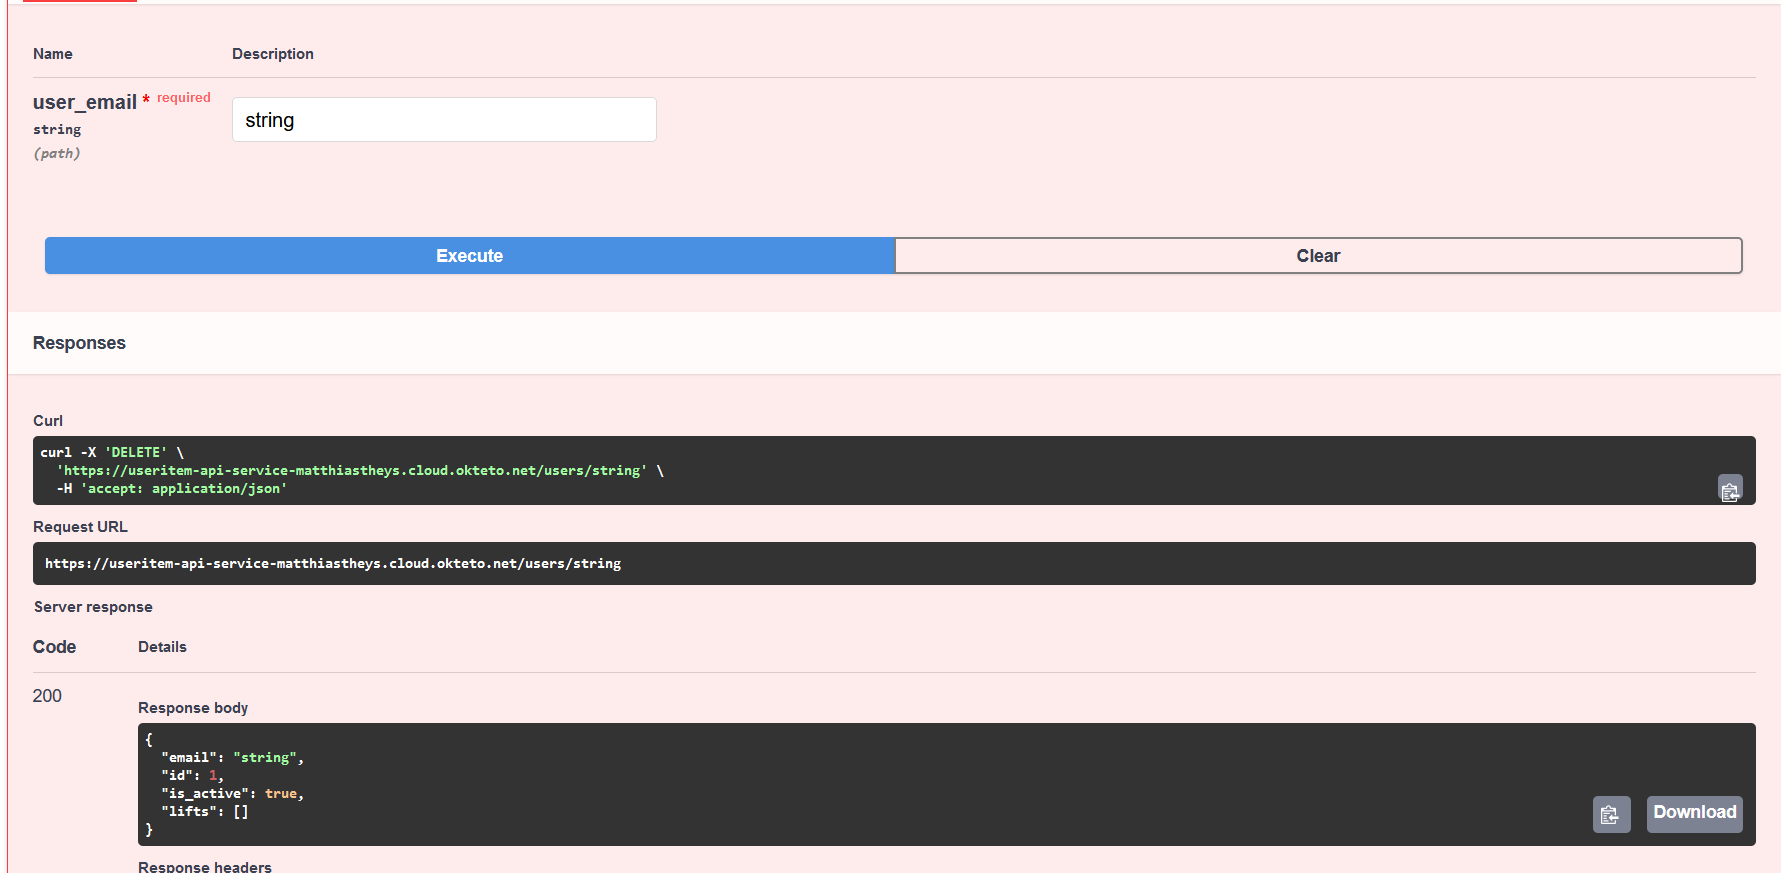 Name Description
user_email * required
string
string
(path)
Execute Clear
Responses
Curl
curl -X 'DELETE' \
'https://useritem-api-service-matthiastheys.cloud.okteto.net/users/string' \
-H 'accept: application/json'
Request URL
https://useritem-api-service-matthiastheys.cloud.okteto.net/users/string
Server response
Code Details
200
Response body
{
"email": "string",
"id": 1,
"is_active": true,
"lifts": []
}
Download
Response headers